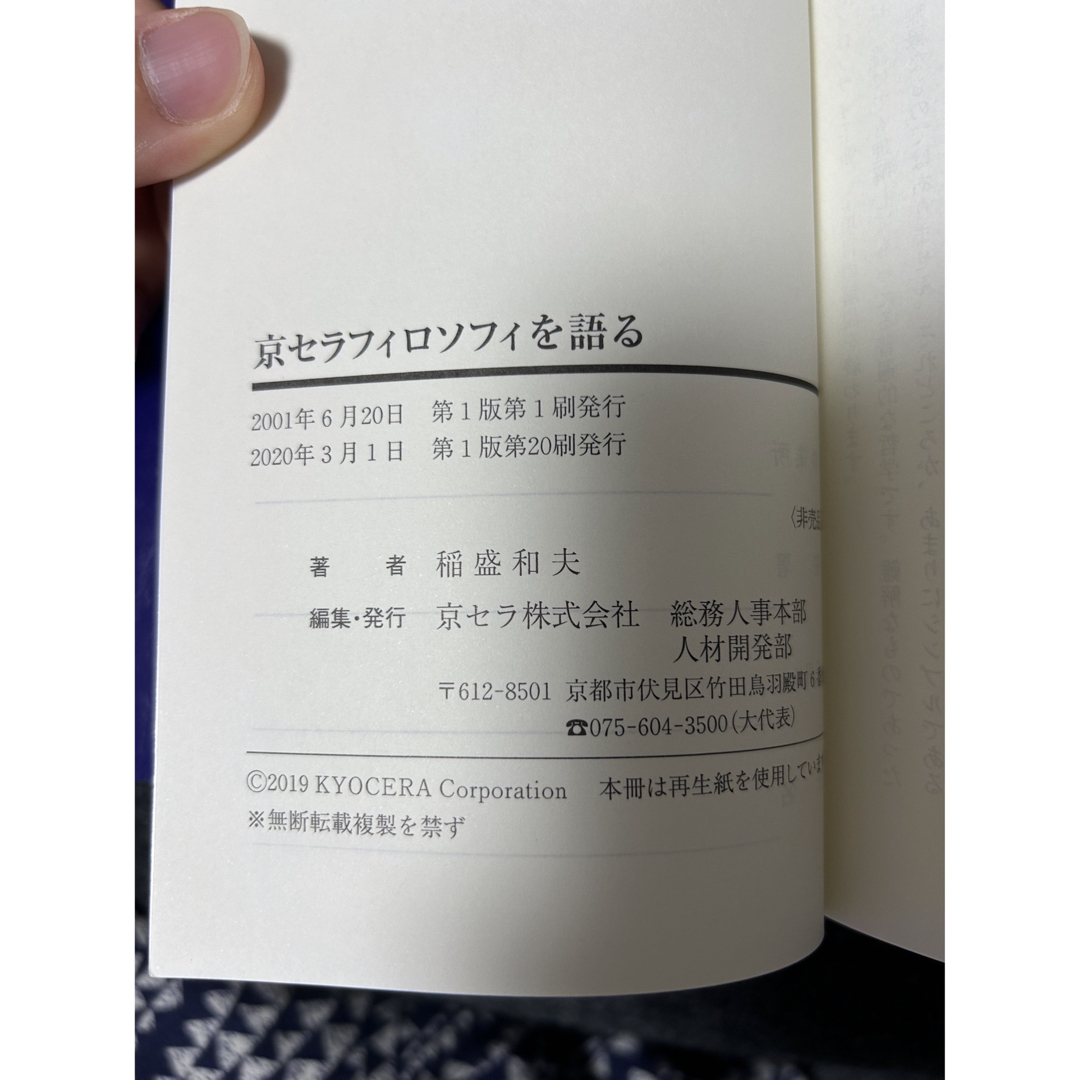 京セラフィロソフィを語る
2001年6月20日 第1版第1刷発行
2020年3月1日 第1版第20刷発行
〈非売品
著 者 稲盛和夫
編集・発行 京セラ株式会社 総務人事本部
人材開発部
〒612-8501 京都市伏見区竹田鳥羽殿町6
☎075-604-3500(大代表)
©2019 KYOCERA Corporation 本冊は再生紙を使用していま
※無断転載複製を禁ず